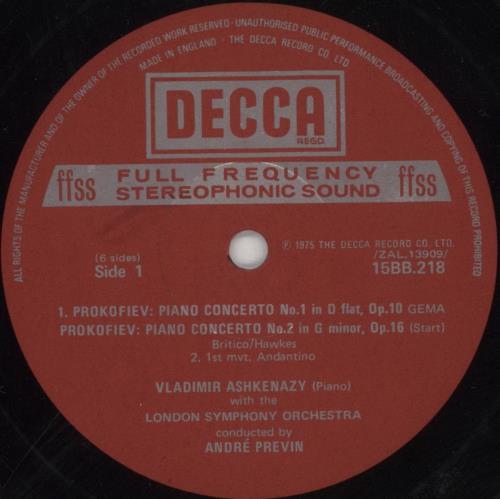 ALL RIGHTS OF THE MANUFACTURER AND OF THE OWNER OF THE RECORDED WORK RESERVED · UNAUTHORISED PUBLIC PERFORMANCE BROADCASTING AND COPYING OF THIS RECORD PROHIBITED
MADE IN ENGLAND · THE DECCA RECORD CO LTD
DECCA
REGD.
ffss FULL FREQUENCY ffss
STEREOPHONIC SOUND
℗ 1975 THE DECCA RECORD CO. LTD.
(6 sides) /ZAL.13909/
Side 1 15BB.218
1. PROKOFIEV: PIANO CONCERTO No.1 in D flat, Op.10 GEMA
PROKOFIEV: PIANO CONCERTO No.2 in G minor, Op.16 (Start)
Britico/Hawkes
2. 1st mvt. Andantino
VLADIMIR ASHKENAZY (Piano)
with the
LONDON SYMPHONY ORCHESTRA
conducted by
ANDRÉ PREVIN